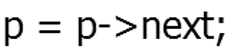 p = p->next;